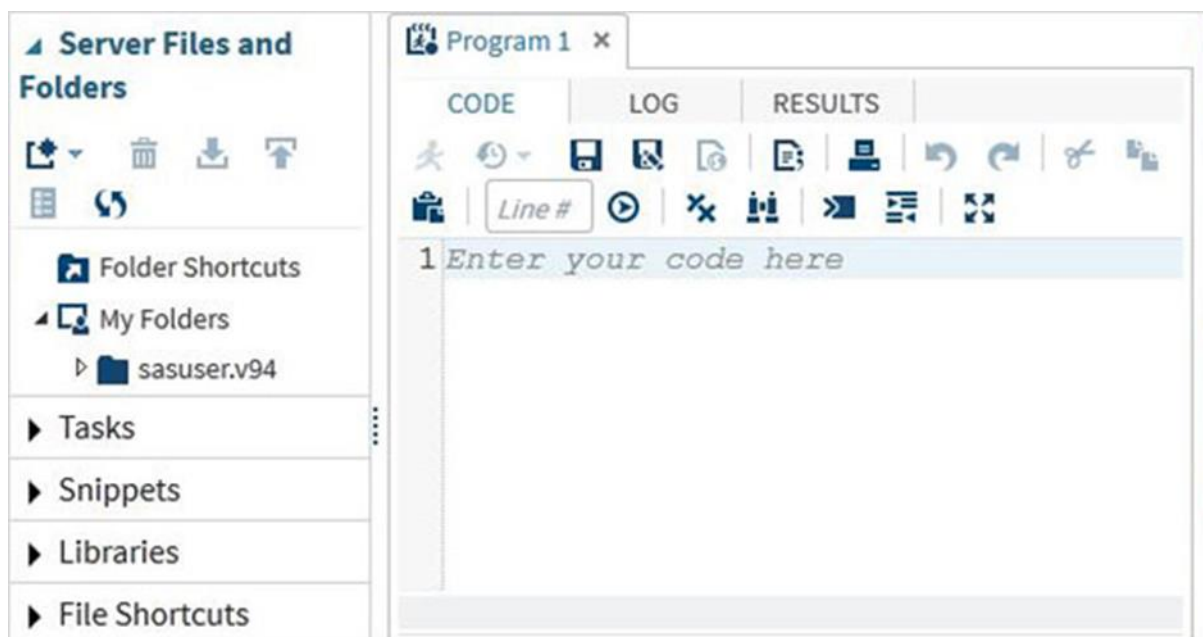 Server Files and
Folders
Folder Shortcuts
My Folders
sasuser.v94
Tasks
Snippets
Libraries
File Shortcuts
Program 1 ×
CODE LOG RESULTS
Line #
1 Enter your code here